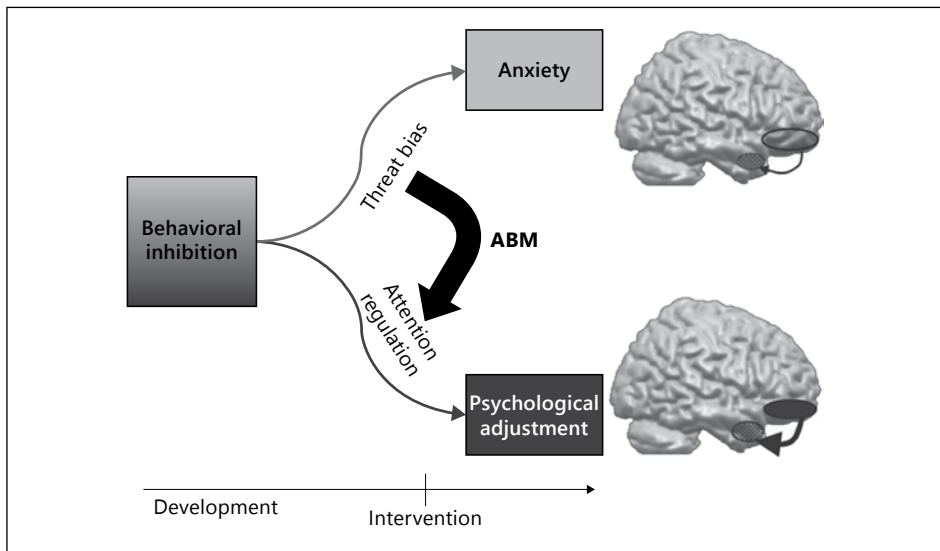 Anxiety
Threat bias
Behavioral
inhibition
ABM
Attention
regulation
Psychological
adjustment
Development
Intervention